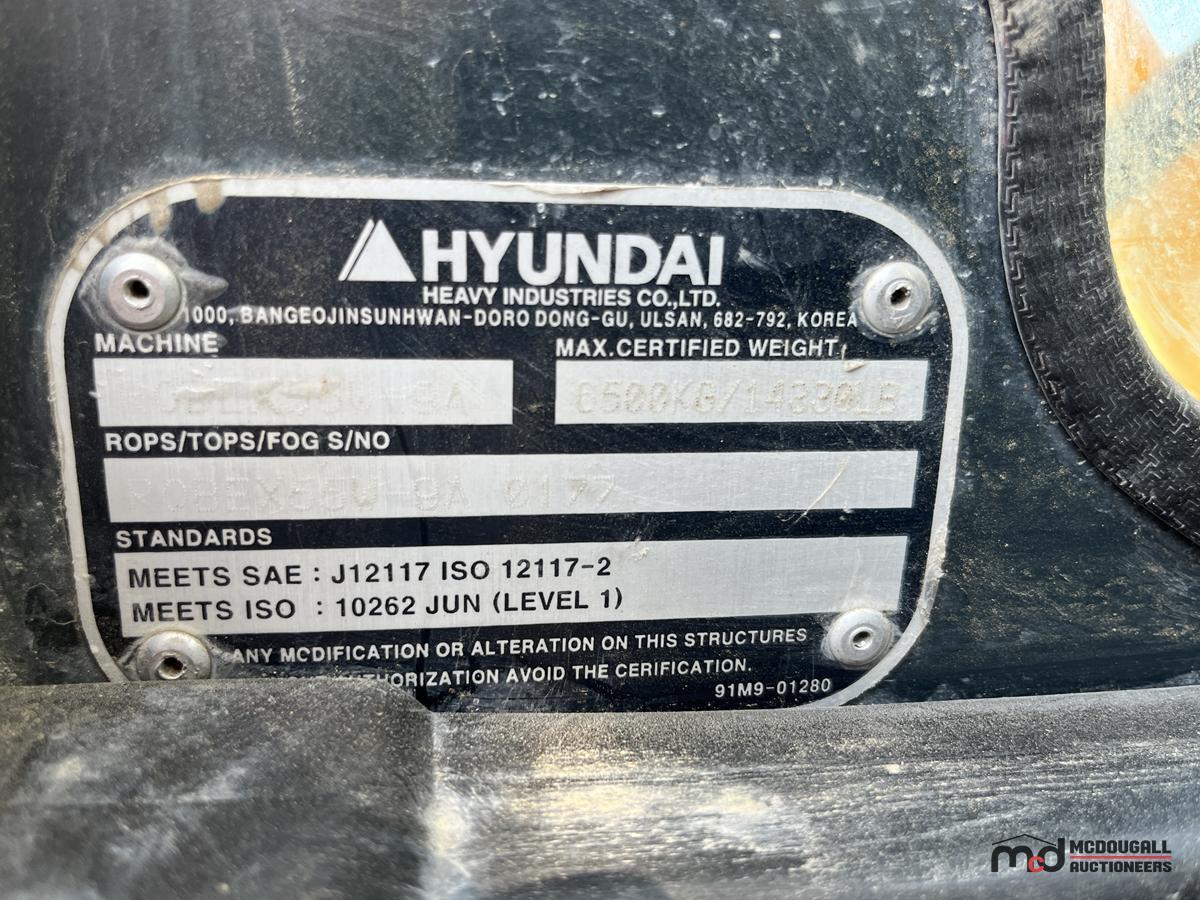 HYUNDAI
HEAVY INDUSTRIES CO.,LTD.
1000, BANGEOJINSUNHWAN-DORO DONG-GU, ULSAN, 682-792, KOREA
MACHINE
MAX.CERTIFIED WEIGHT
6500KG/14330LB
ROPS/TOPS/FOG S/NO
ROBEX55W-9A 0177
STANDARDS
MEETS SAE : J12117 ISO 12117-2
MEETS ISO : 10262 JUN (LEVEL 1)
ANY MCDIFICATION OR ALTERATION ON THIS STRUCTURES
AVOID THE CERIFICATION.
91M9-01280
mcd MCDOUGALL
AUCTIONEERS